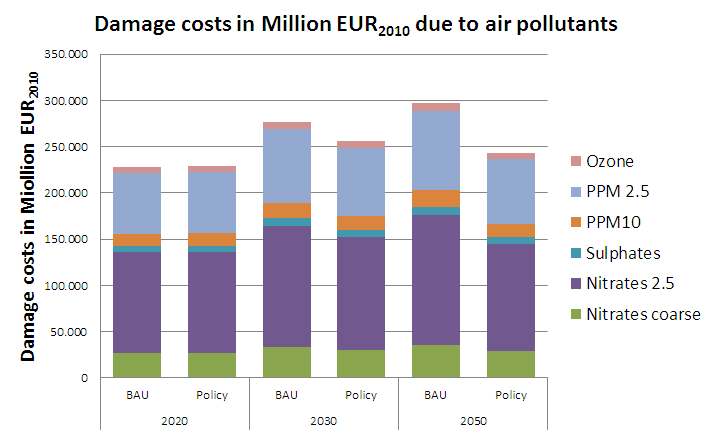 Damage costs in Million EUR2010 due to air pollutants
Damage costs in Miollion EUR2010
350.000
300.000
250.000
200.000
150.000
100.000
50.000
0
BAU Policy BAU Policy BAU Policy
2020 2030 2050
Ozone
PPM 2.5
PPM10
Sulphates
Nitrates 2.5
Nitrates coarse